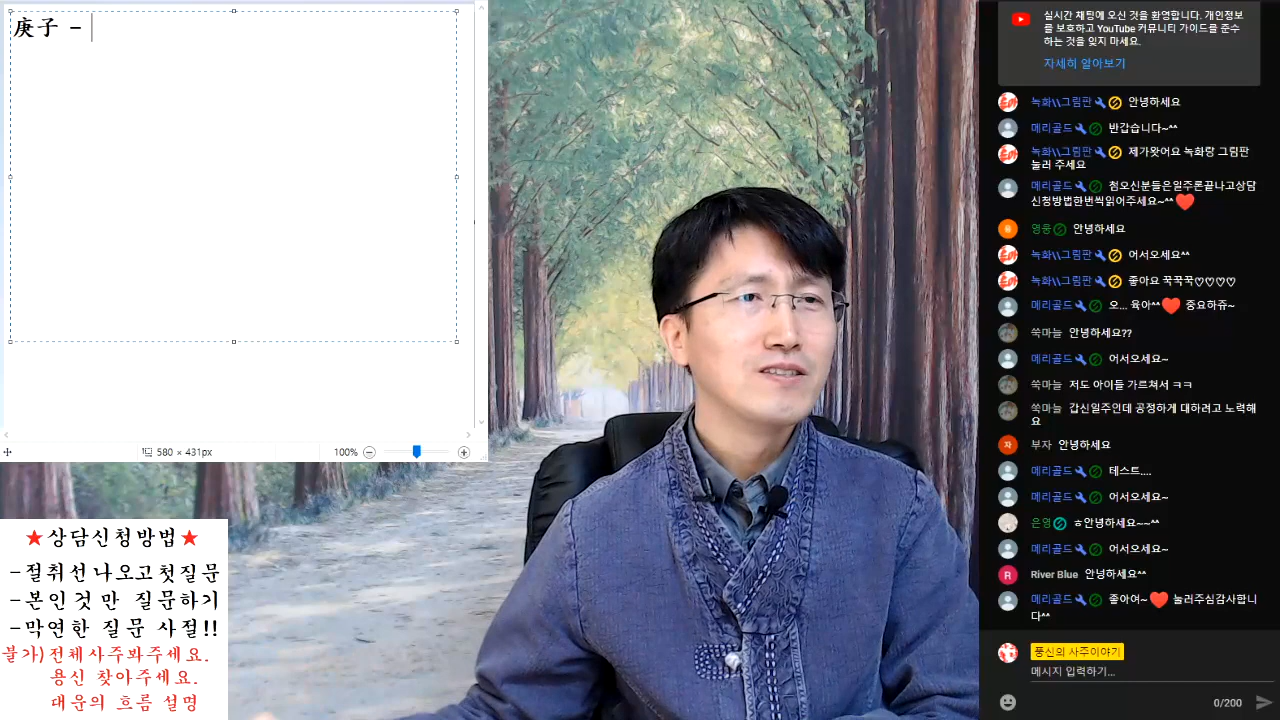 庚子 -
580 × 431px
100%
★상담신청방법★
-절취선나오고첫질문
-본인것만 질문하기
-막연한 질문 사절!!
불가)전체사주봐주세요.
용신 찾아주세요.
대운의 흐름 설명
실시간 채팅에 오신 것을 환영합니다. 개인정보
를 보호하고 YouTube 커뮤니티 가이드를 준수
하는 것을 잊지 마세요.
자세히 알아보기
녹화\\그림판 안녕하세요
메리골드 반갑습니다~^^
녹화\\그림판 제가왓어요 녹화랑 그림판
눌리 주세요
메리골드 첨오신분들은일주론끝나고상담
신청방법한번씩읽어주세요~^^❤️
영웅 안녕하세요
녹화\\그림판 어서오세요^^
녹화\\그림판 좋아요 꾹꾹꾹♡♡♡♡
메리골드 오... 육아^^❤️ 중요하쥬~
쑥마늘 안녕하세요??
메리골드 어서오세요~
쑥마늘 저도 아이들 가르쳐서 ㅋㅋ
쑥마늘 갑신일주인데 공정하게 대하려고 노력해
요
자
부자 안녕하세요
메리골드 테스트....
메리골드 어서오세요~
은영 ㅎ안녕하세요~~^^
메리골드 어서오세요~
R
River Blue 안녕하세요^^
메리골드 좋아여~❤️ 눌러주심감사합니
다^^
풍신의 사주이야기
메시지 입력하기...
0/200